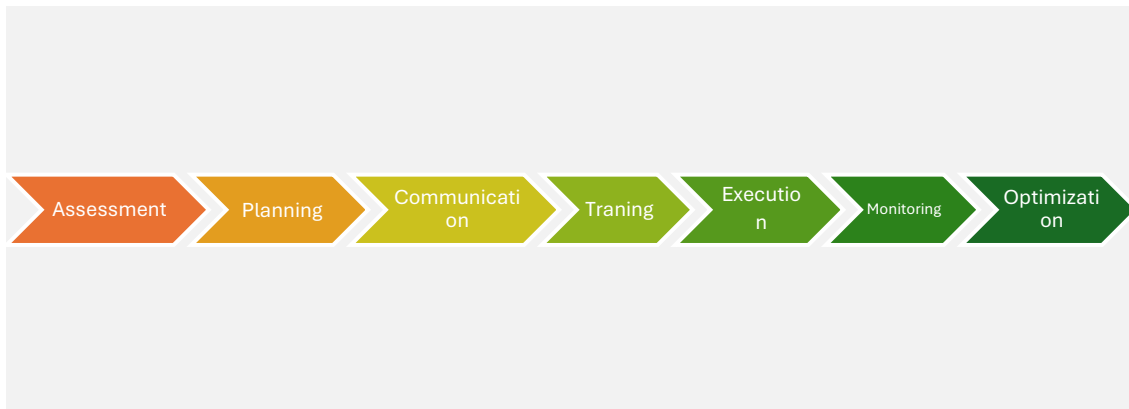 Assessment
Planning
Communicati
on
Traning
Executio
n
Monitoring
Optimizati
on